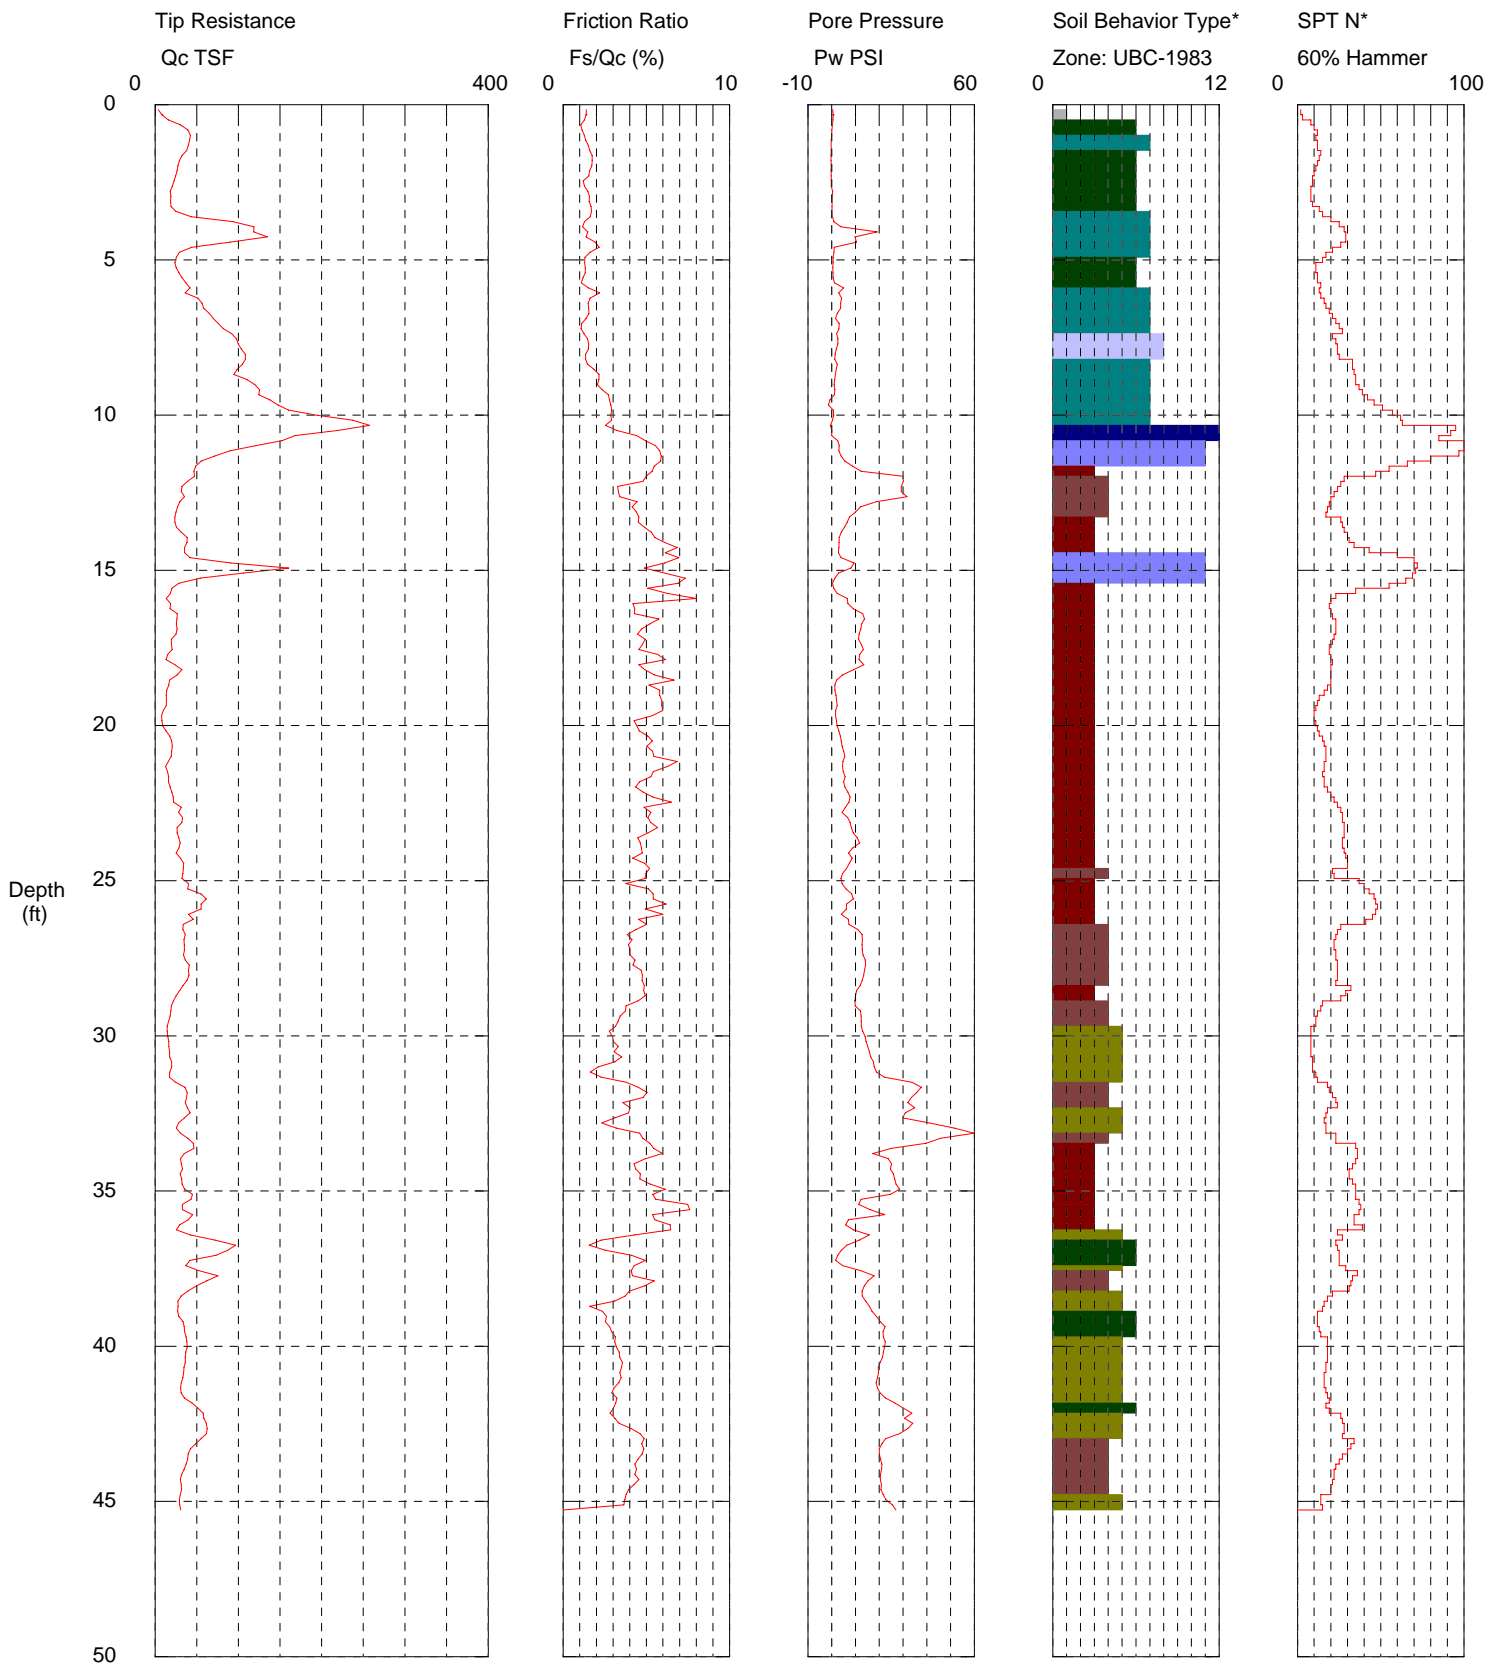 Tip Resistance Friction Ratio Pore Pressure Soil Behavior Type* SPT N*
Qc TSF Fs/Qc (%) Pw PSI Zone: UBC-1983 60% Hammer
0 400 0 10 -10 60 0 12 0 100
0
5
10
15
20
25
Depth
(ft)
30
35
40
45
50